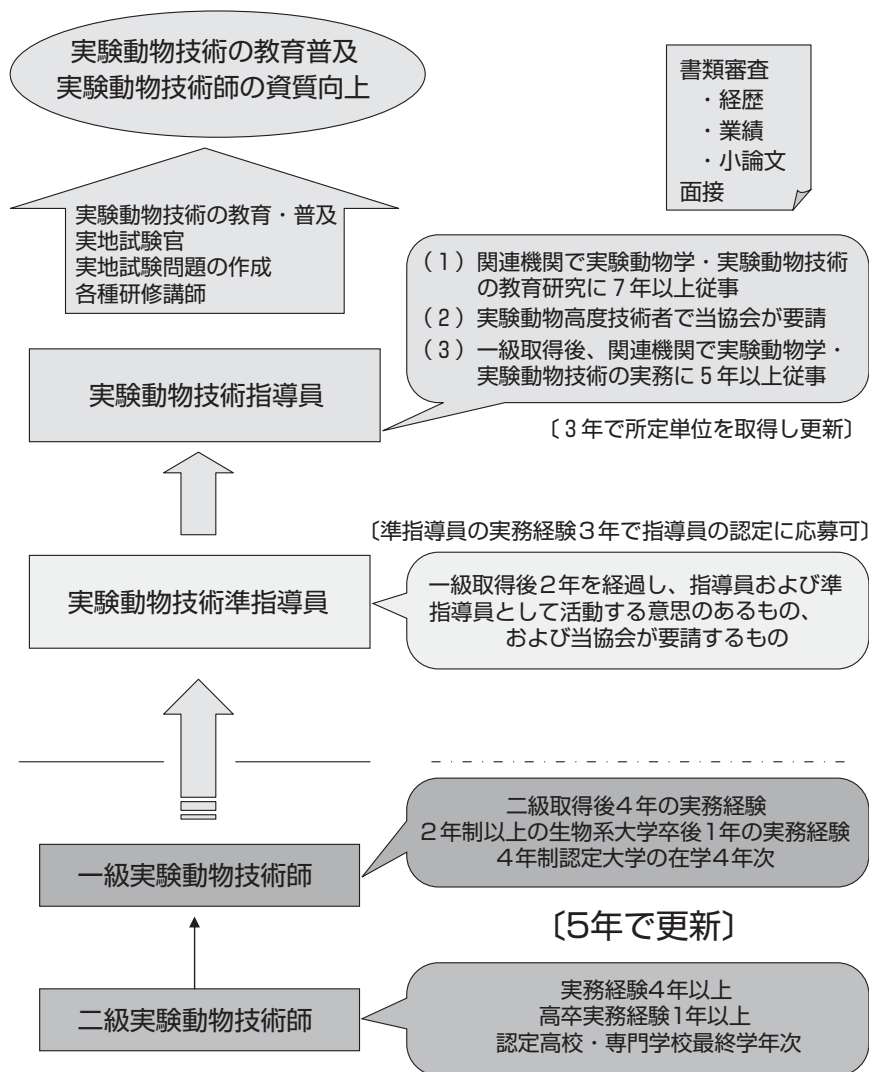 実験動物技術の教育普及
実験動物技術師の資質向上
書類審査
・経歴
・業績
・小論文
面接
実験動物技術の教育・普及
実地試験官
実地試験問題の作成
各種研修講師
（1）関連機関で実験動物学・実験動物技術
の教育研究に7年以上従事
（2）実験動物高度技術者で当協会が要請
（3）一級取得後、関連機関で実験動物学・
実験動物技術の実務に5年以上従事
実験動物技術指導員
〔3年で所定単位を取得し更新〕
〔準指導員の実務経験3年で指導員の認定に応募可〕
実験動物技術準指導員
一級取得後2年を経過し、指導員および準
指導員として活動する意思のあるもの、
および当協会が要請するもの
二級取得後4年の実務経験
2年制以上の生物系大学卒後1年の実務経験
4年制認定大学の在学4年次
一級実験動物技術師
〔5年で更新〕
実務経験4年以上
高卒実務経験1年以上
認定高校・専門学校最終学年次
二級実験動物技術師